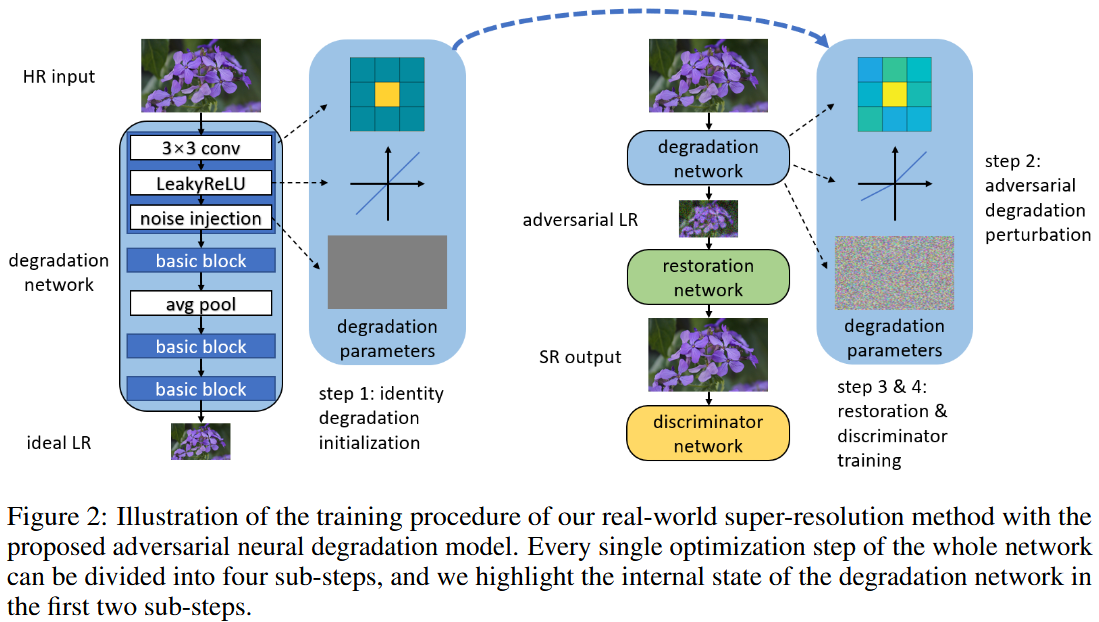 HR input
3×3 conv
LeakyReLU
noise injection
degradation
network
basic block
avg pool
basic block
basic block
ideal LR
degradation
parameters
step 1: identity
degradation
initialization
degradation
network
adversarial LR
restoration
network
SR output
discriminator
network
degradation
parameters
step 2:
adversarial
degradation
perturbation
step 3 & 4:
restoration &
discriminator
training
Figure 2: Illustration of the training procedure of our real-world super-resolution method with the
proposed adversarial neural degradation model. Every single optimization step of the whole network
can be divided into four sub-steps, and we highlight the internal state of the degradation network in
the first two sub-steps.